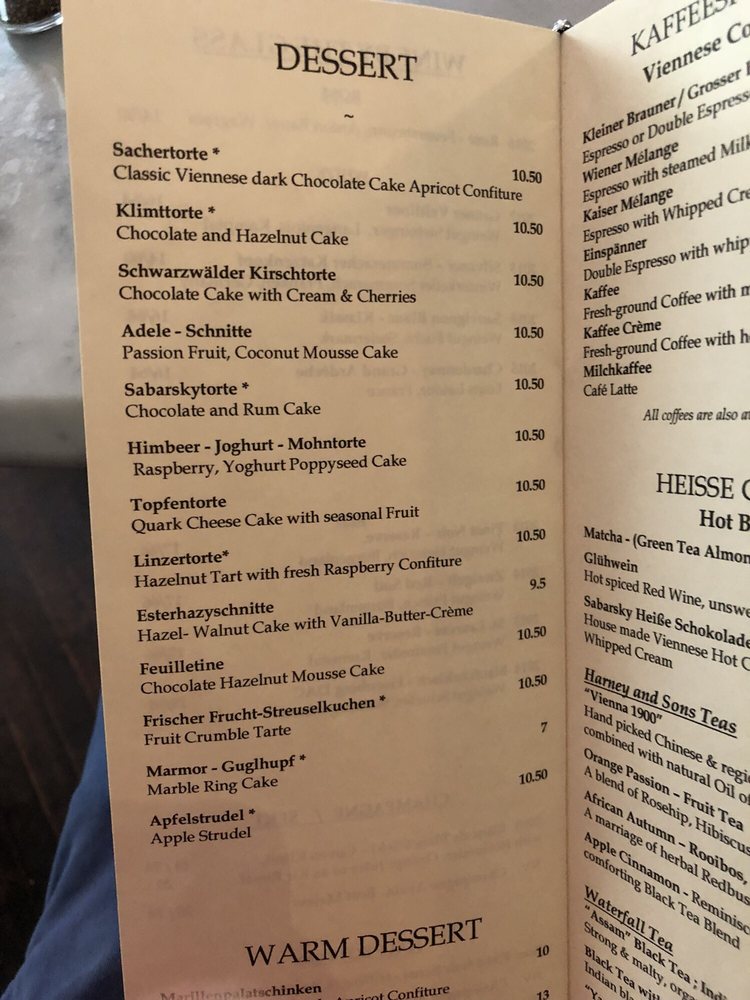 DESSERT
~
Sachertorte *
Classic Viennese dark Chocolate Cake Apricot Confiture 10.50
Klimttorte *
Chocolate and Hazelnut Cake 10.50
Schwarzwälder Kirschtorte
Chocolate Cake with Cream & Cherries 10.50
Adele - Schnitte
Passion Fruit, Coconut Mousse Cake 10.50
Sabarskytorte *
Chocolate and Rum Cake 10.50
Himbeer - Joghurt - Mohntorte
Raspberry, Yoghurt Poppyseed Cake 10.50
Topfentorte
Quark Cheese Cake with seasonal Fruit 10.50
Linzertorte*
Hazelnut Tart with fresh Raspberry Confiture 10.50
Esterhazyschnitte
Hazel- Walnut Cake with Vanilla-Butter-Crème 9.5
Feuilletine
Chocolate Hazelnut Mousse Cake 10.50
Frischer Frucht-Streuselkuchen *
Fruit Crumble Tarte 10.50
Marmor - Guglhupf *
Marble Ring Cake 7
Apfelstrudel *
Apple Strudel 10.50
WARM DESSERT
Marillenpalatschinken 10
Apricot Confiture
13
KAFFEES
Viennese Co
Kleiner Brauner / Grosser
Espresso or Double Espresso
Wiener Mélange
Espresso with steamed Milk
Kaiser Mélange
Espresso with Whipped Cre
Einspänner
Double Espresso with whip
Kaffee
Fresh-ground Coffee with m
Kaffee Crème
Fresh-ground Coffee with h
Milchkaffee
Café Latte
All coffees are also a
HEISSE
Hot B
Matcha - (Green Tea Almon
Glühwein
Hot spiced Red Wine, unswe
Sabarsky Heiße Schokolade
House made Viennese Hot C
Whipped Cream
Harney and Sons Teas
"Vienna 1900"
Hand picked Chinese & regi
combined with natural Oil o
Orange Passion - Fruit Tea
A blend of Rosehip, Hibiscus
African Autumn - Rooibos,
A marriage of herbal Redbus
Apple Cinnamon - Reminisc
comforting Black Tea Blend
Waterfall Tea
"Assam" Black Tea ; Ind
Strong & malty, orga
Black Tea wit
Indian bl
"Yo